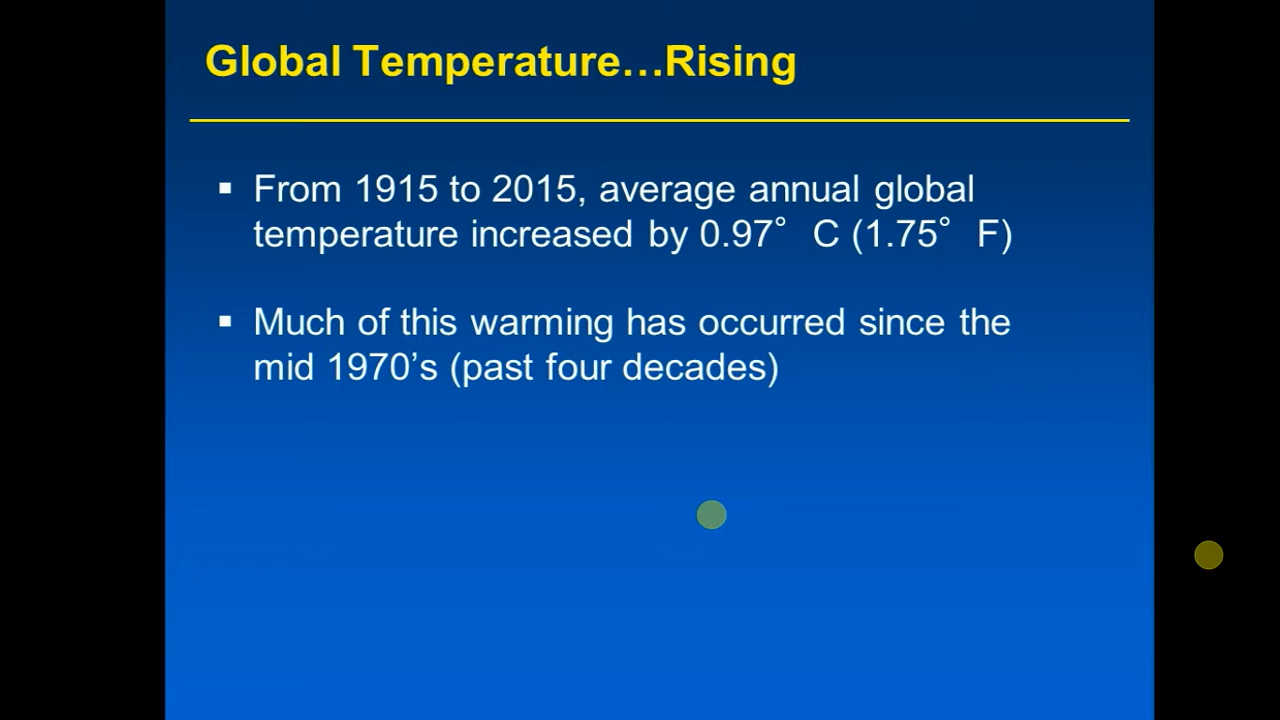 Global Temperature…Rising
▪ From 1915 to 2015, average annual global
temperature increased by 0.97° C (1.75° F)
▪ Much of this warming has occurred since the
mid 1970’s (past four decades)